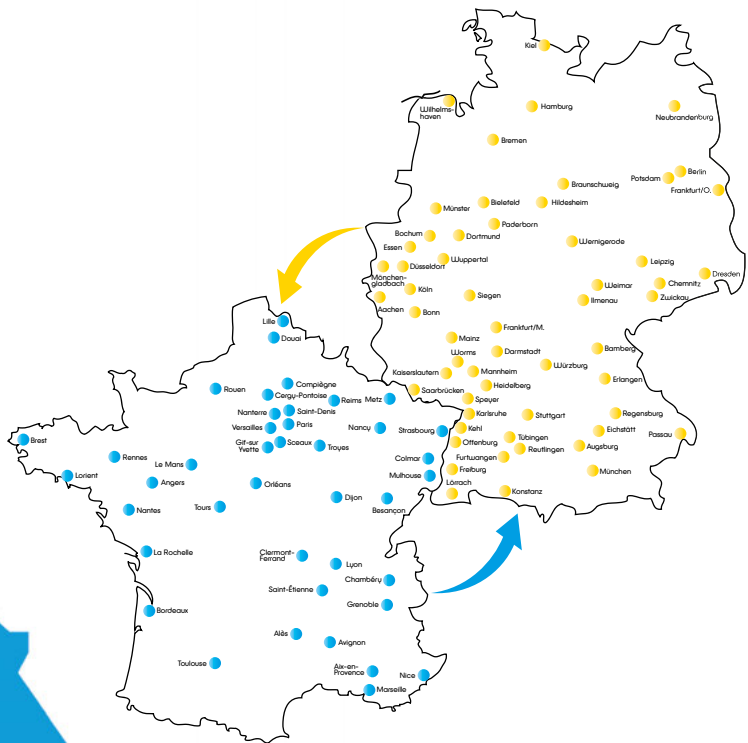 Kiel
Wilhelms-
haven
Hamburg
Neubrandenburg
Bremen
Berlin
Potsdam
Frankfurt/O.
Braunschweig
Münster
Bielefeld
Hildesheim
Paderborn
Bochum
Dortmund
Essen
Wernigerode
Wuppertal
Düsseldorf
Leipzig
Mönchen-
gladbach
Dresden
Köln
Siegen
Weimar
Chemnitz
Aachen
Ilmenau
Zwickau
Bonn
Frankfurt/M.
Mainz
Worms
Darmstadt
Bamberg
Kaiserslautern
Mannheim
Würzburg
Erlangen
Saarbrücken
Heidelberg
Speyer
Karlsruhe
Stuttgart
Regensburg
Kehl
Eichstätt
Passau
Offenburg
Tübingen
Reutlingen
Augsburg
Furtwangen
Freiburg
München
Lörrach
Konstanz
Lille
Douai
Rouen
Compiègne
Cergy-Pontoise
Reims
Metz
Nanterre
Saint-Denis
Versailles
Paris
Nancy
Strasbourg
Gif-sur
Yvette
Sceaux
Troyes
Brest
Rennes
Le Mans
Colmar
Lorient
Angers
Orléans
Mulhouse
Nantes
Tours
Dijon
Besançon
La Rochelle
Clermont-
Ferrand
Lyon
Chambéry
Saint-Étienne
Grenoble
Bordeaux
Alès
Avignon
Toulouse
Aix-en-
Provence
Nice
Marseille